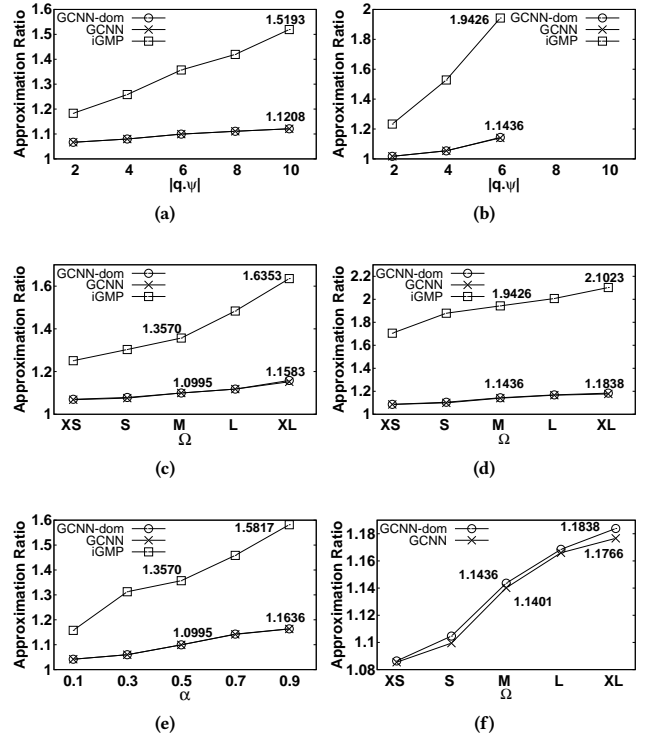 1.6
1.5
1.4
1.3
1.2
1.1
1
Approximation Ratio
GCNN-dom
GCNN
iGMP
1.5193
1.1208
2 4 6 8 10
|q.ψ|
(a)
2
1.8
1.6
1.4
1.2
1
Approximation Ratio
GCNN-dom
GCNN
iGMP
1.9426
1.1436
2 4 6 8 10
|q.ψ|
(b)
1.6
1.4
1.2
1
Approximation Ratio
GCNN-dom
GCNN
iGMP
1.6353
1.3570
1.0995
1.1583
XS S M L XL
Ω
(c)
2.2
2
1.8
1.6
1.4
1.2
1
Approximation Ratio
GCNN-dom
GCNN
iGMP
1.9426
2.1023
1.1436
1.1838
XS S M L XL
Ω
(d)
1.6
1.5
1.4
1.3
1.2
1.1
1
Approximation Ratio
GCNN-dom
GCNN
iGMP
1.5817
1.3570
1.0995
1.1636
0.1 0.3 0.5 0.7 0.9
α
(e)
1.18
1.16
1.14
1.12
1.1
1.08
Approximation Ratio
GCNN-dom
GCNN
1.1838
1.1766
1.1436
1.1401
XS S M L XL
Ω
(f)